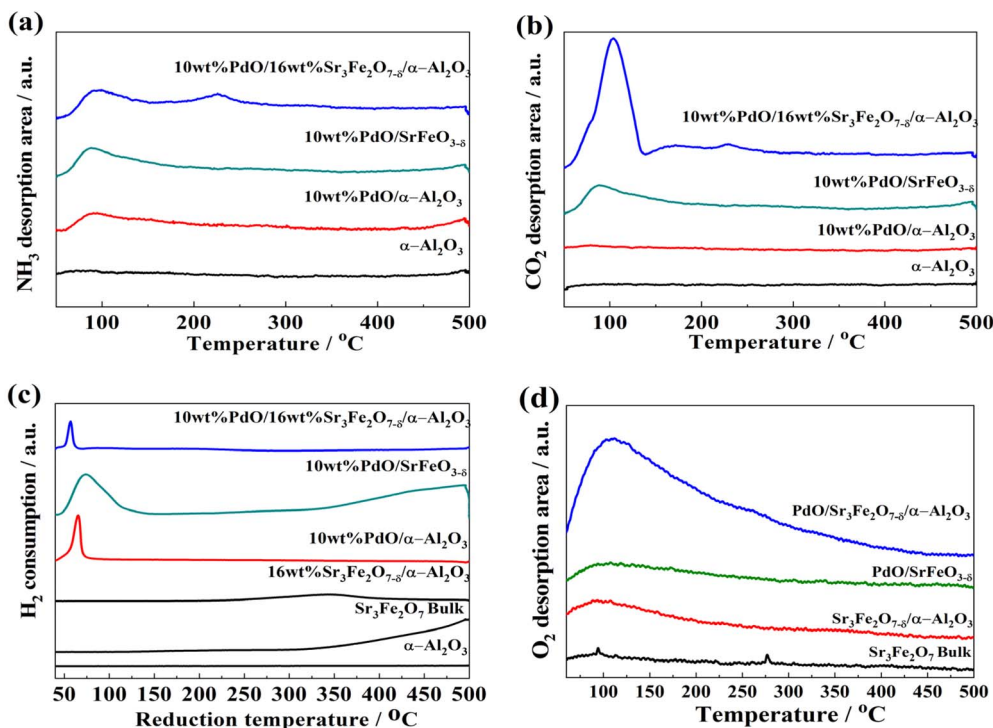 (a)
NH₃ desorption area / a.u.
10wt%PdO/16wt%Sr₃Fe₂O₇₋δ/α−Al₂O₃
10wt%PdO/SrFeO₃₋δ
10wt%PdO/α−Al₂O₃
α−Al₂O₃
100 200 300 400 500
Temperature / °C
(b)
CO₂ desorption area / a.u.
10wt%PdO/16wt%Sr₃Fe₂O₇₋δ/α−Al₂O₃
10wt%PdO/SrFeO₃₋δ
10wt%PdO/α−Al₂O₃
α−Al₂O₃
100 200 300 400 500
Temperature / °C
(c)
H₂ consumption / a.u.
10wt%PdO/16wt%Sr₃Fe₂O₇₋δ/α−Al₂O₃
10wt%PdO/SrFeO₃₋δ
10wt%PdO/α−Al₂O₃
16wt%Sr₃Fe₂O₇₋δ/α−Al₂O₃
Sr₃Fe₂O₇ Bulk
α−Al₂O₃
50 100 150 200 250 300 350 400 450 500
Reduction temperature / °C
(d)
O₂ desorption area / a.u.
PdO/Sr₃Fe₂O₇₋δ/α−Al₂O₃
PdO/SrFeO₃₋δ
Sr₃Fe₂O₇₋δ/α−Al₂O₃
Sr₃Fe₂O₇ Bulk
100 150 200 250 300 350 400 450 500
Temperature / °C